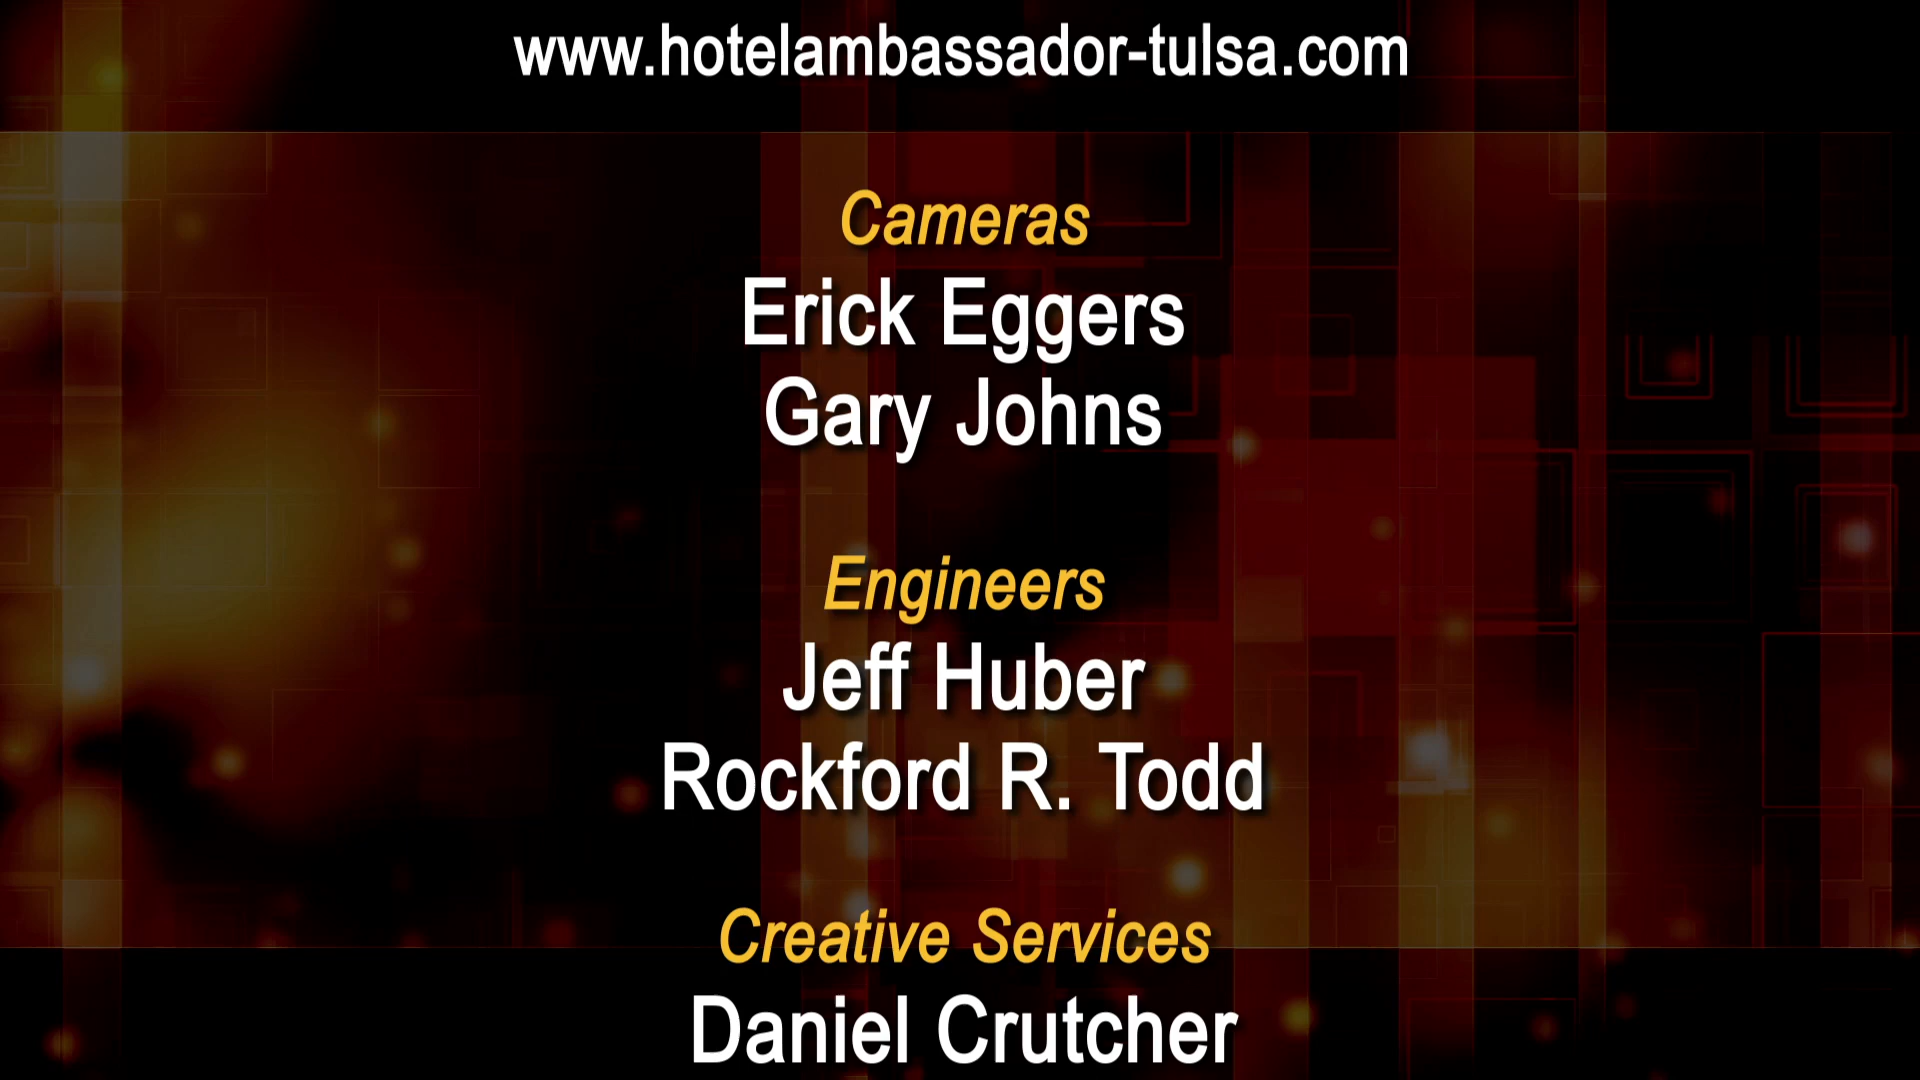 www.hotelambassador-tulsa.com
Cameras
Erick Eggers
Gary Johns
Engineers
Jeff Huber
Rockford R. Todd
Creative Services
Daniel Crutcher